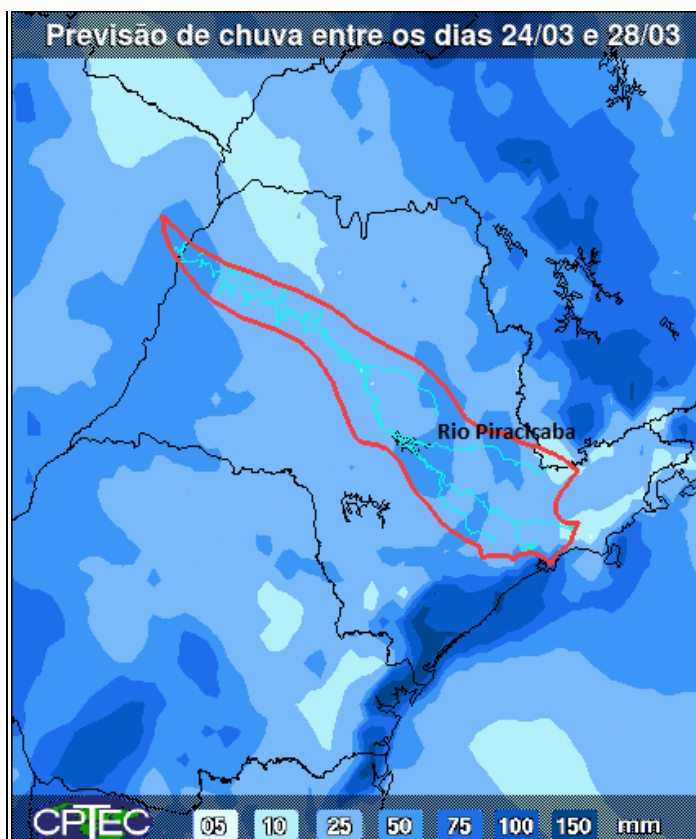 Previsão de chuva entre os dias 24/03 e 28/03
Rio Piracicaba
CPTEC 05 10 25 50 75 100 150 mm